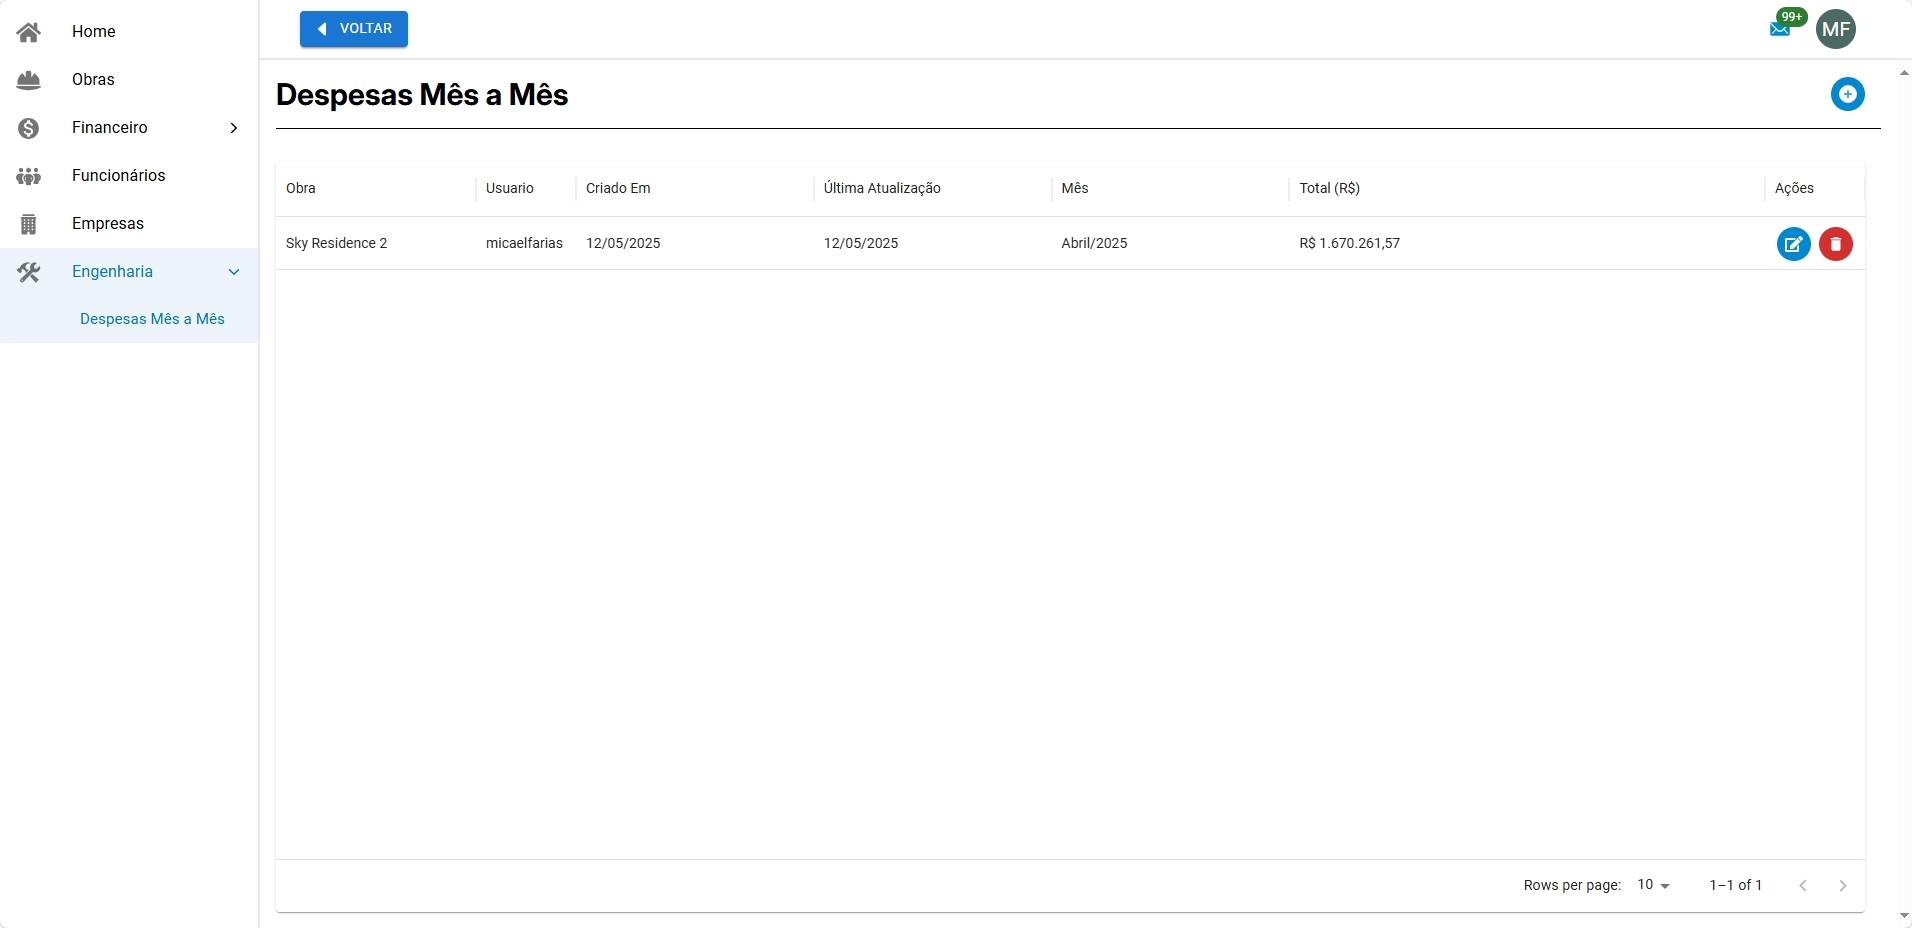 Home
Obras
Financeiro
Funcionários
Empresas
Engenharia
Despesas Mês a Mês
VOLTAR
99+
MF
Despesas Mês a Mês
Obra Usuario Criado Em Última Atualização Mês Total (R$) Ações
Sky Residence 2 micaelfarias 12/05/2025 12/05/2025 Abril/2025 R$ 1.670.261,57
Rows per page: 10 1–1 of 1